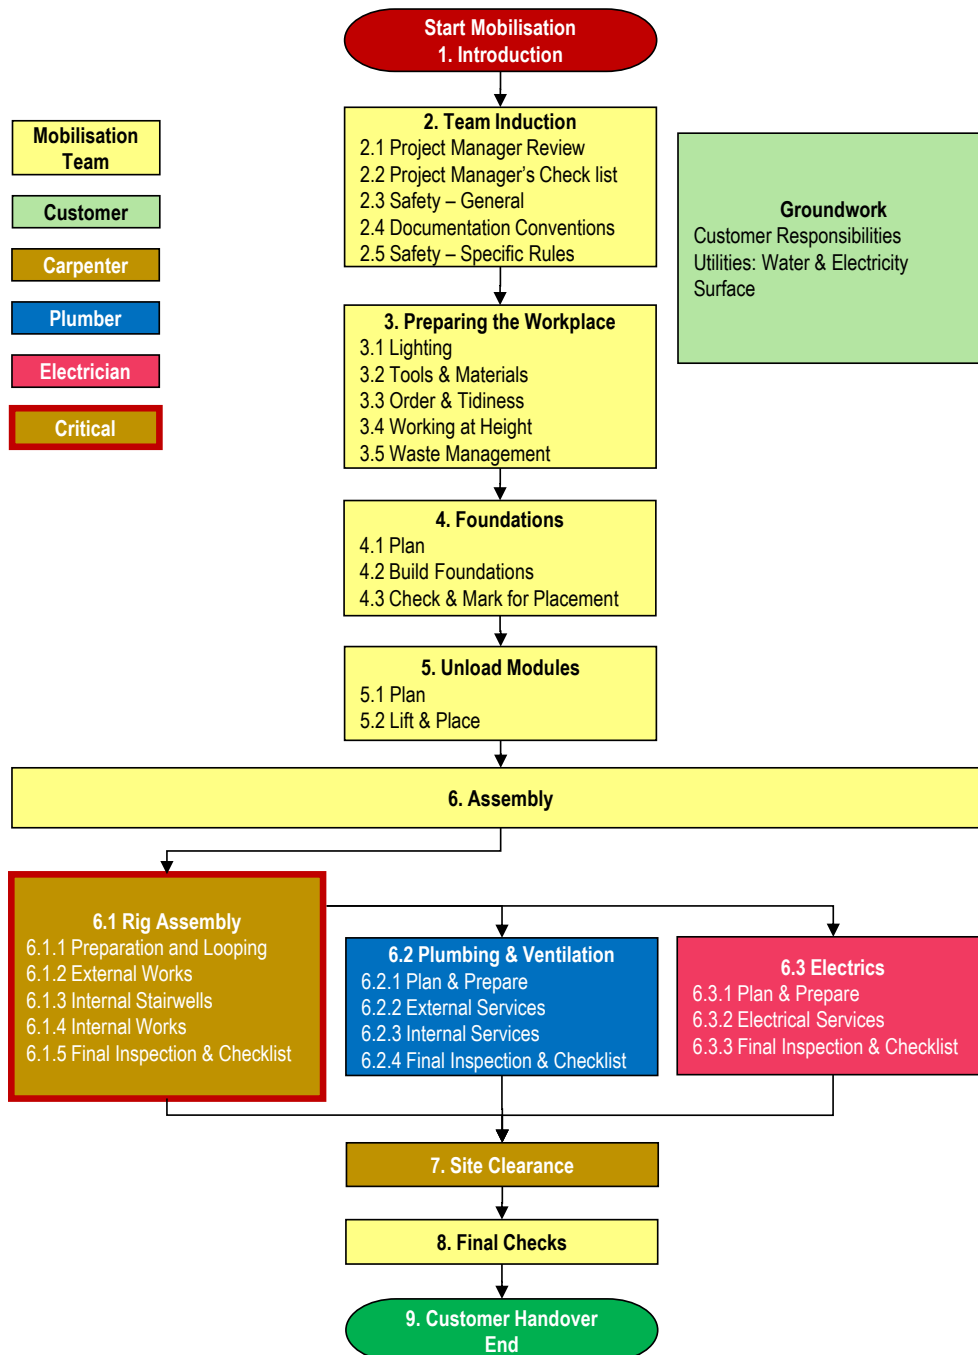 Start Mobilisation
1. Introduction
Mobilisation
Team
Customer
Carpenter
Plumber
Electrician
Critical
2. Team Induction
2.1 Project Manager Review
2.2 Project Manager's Check list
2.3 Safety – General
2.4 Documentation Conventions
2.5 Safety – Specific Rules
Groundwork
Customer Responsibilities
Utilities: Water & Electricity
Surface
3. Preparing the Workplace
3.1 Lighting
3.2 Tools & Materials
3.3 Order & Tidiness
3.4 Working at Height
3.5 Waste Management
4. Foundations
4.1 Plan
4.2 Build Foundations
4.3 Check & Mark for Placement
5. Unload Modules
5.1 Plan
5.2 Lift & Place
6. Assembly
6.1 Rig Assembly
6.1.1 Preparation and Looping
6.1.2 External Works
6.1.3 Internal Stairwells
6.1.4 Internal Works
6.1.5 Final Inspection & Checklist
6.2 Plumbing & Ventilation
6.2.1 Plan & Prepare
6.2.2 External Services
6.2.3 Internal Services
6.2.4 Final Inspection & Checklist
6.3 Electrics
6.3.1 Plan & Prepare
6.3.2 Electrical Services
6.3.3 Final Inspection & Checklist
7. Site Clearance
8. Final Checks
9. Customer Handover
End